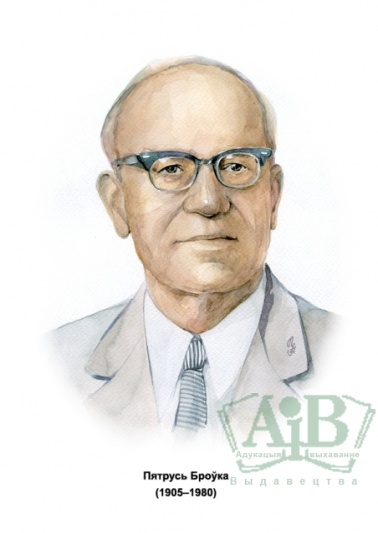 АіВ
Адукацыя выхаванне
Выдавецтва
Пятрусь Броўка
(1905–1980)